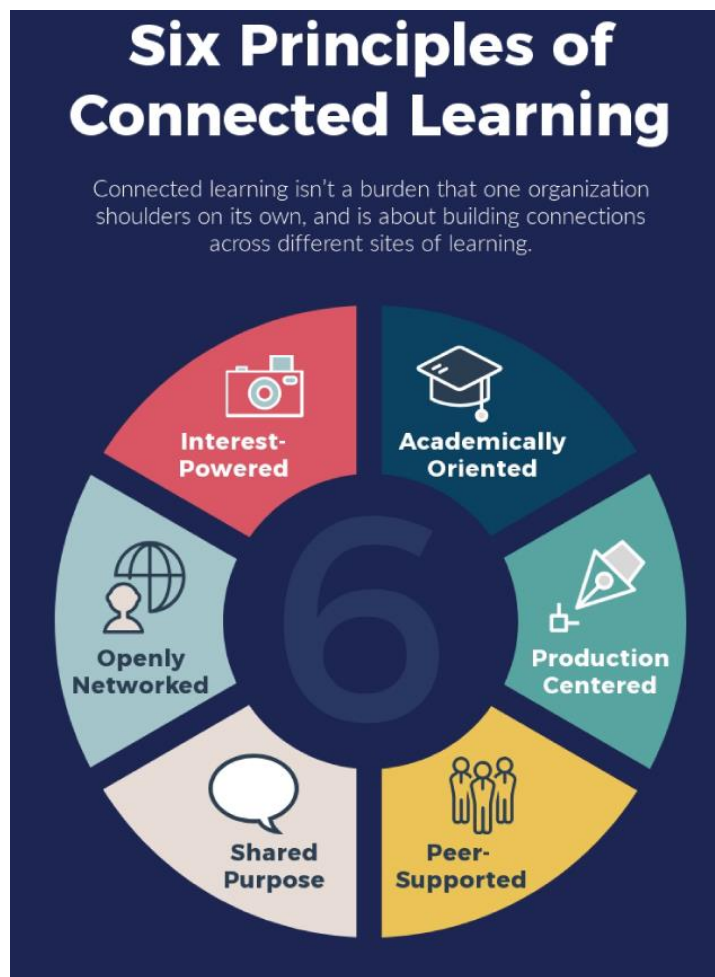 Six Principles of
Connected Learning
Connected learning isn't a burden that one organization
shoulders on its own, and is about building connections
across different sites of learning.
Interest-
Powered
Academically
Oriented
Openly
Networked
6
Production
Centered
Shared
Purpose
Peer-
Supported